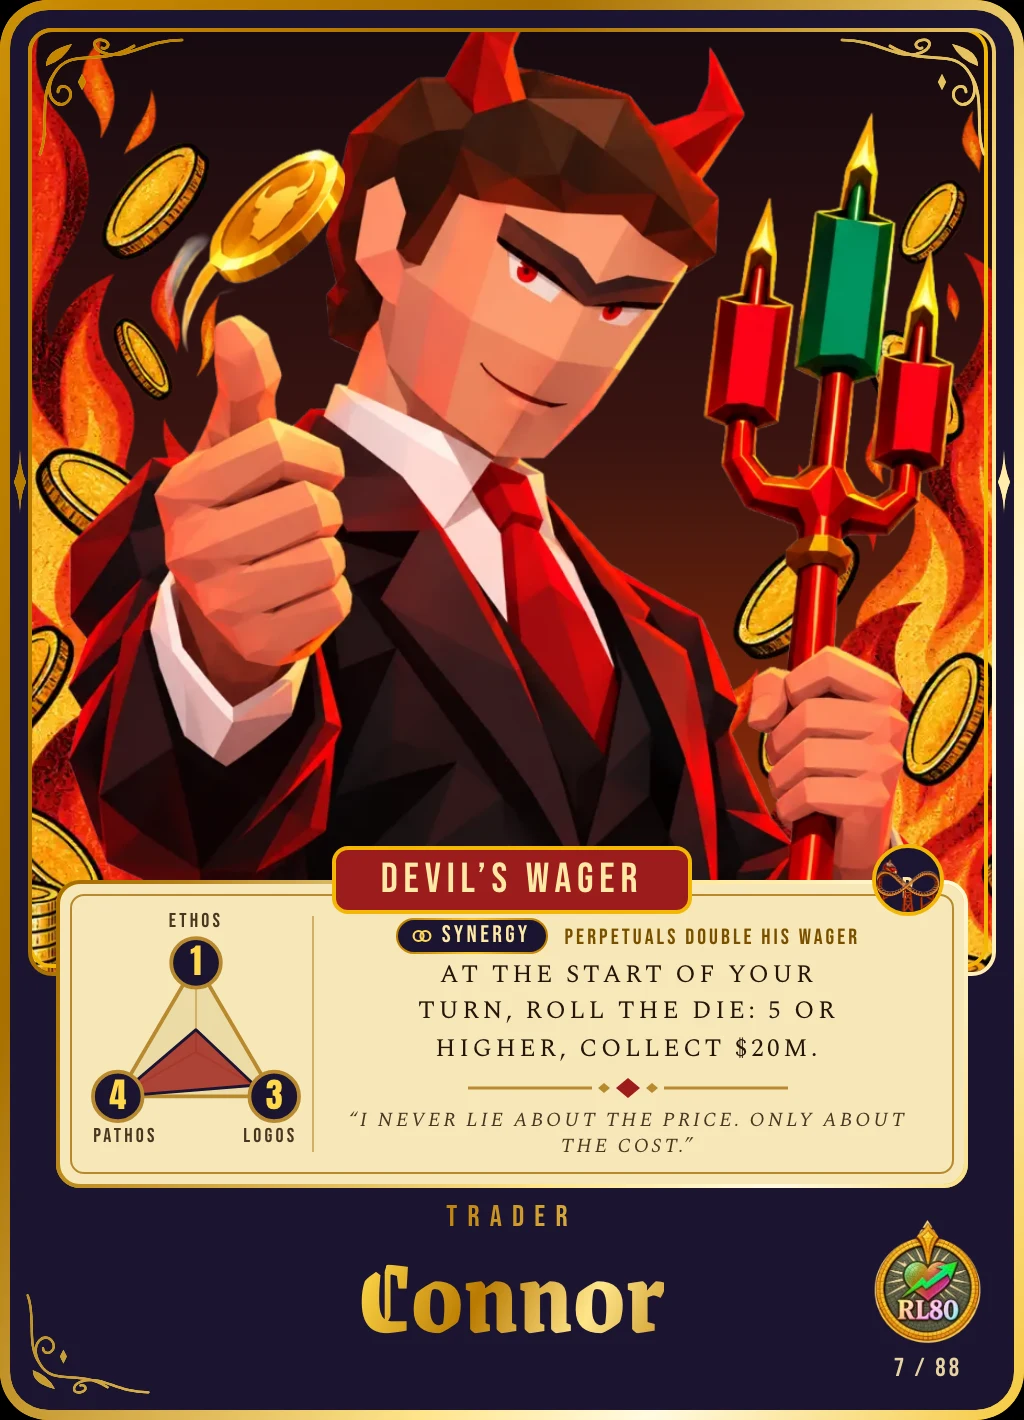 DEVIL’S WAGER
ETHOS
1
4
3
PATHOS
LOGOS
SYNERGY PERPETUALS DOUBLE HIS WAGER
AT THE START OF YOUR
TURN, ROLL THE DIE: 5 OR
HIGHER, COLLECT $20M.
“I NEVER LIE ABOUT THE PRICE. ONLY ABOUT
THE COST.”
TRADER
Connor
RL80
7 / 88